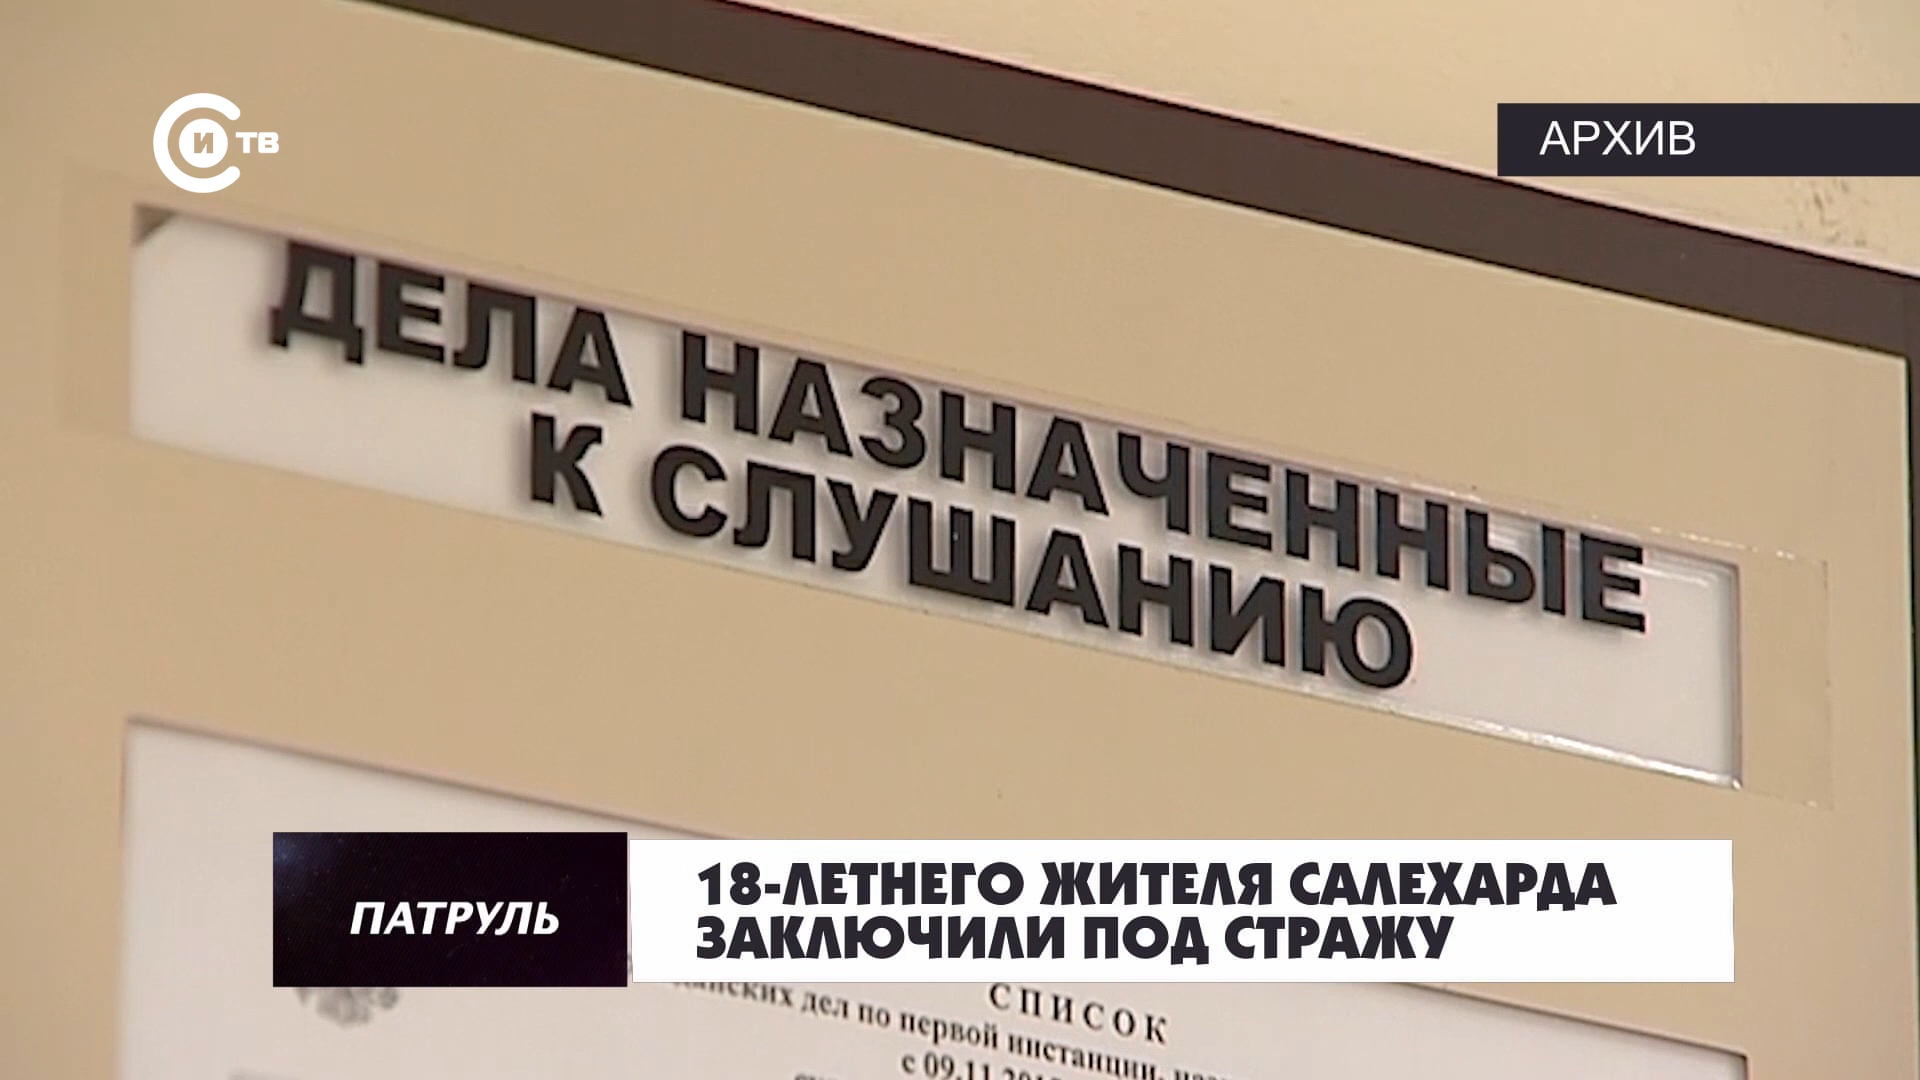 СИТВ
АРХИВ
ДЕЛА НАЗНАЧЕННЫЕ
К СЛУШАНИЮ
ПАТРУЛЬ
18-ЛЕТНЕГО ЖИТЕЛЯ САЛЕХАРДА
ЗАКЛЮЧИЛИ ПОД СТРАЖУ
СПИСОК
дел по первой инстанции,
с 09.11